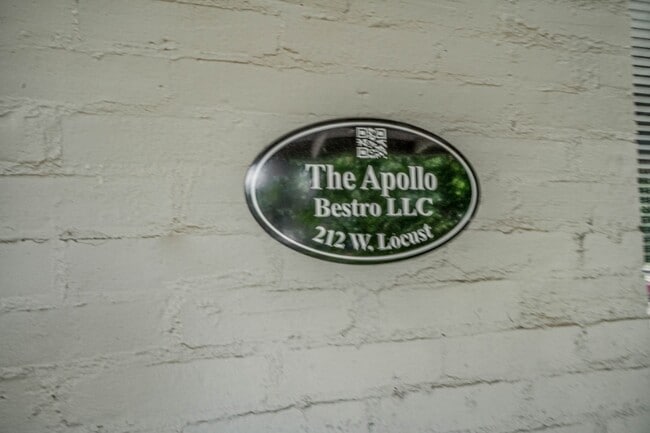 The Apollo
Bestro LLC
212 W. Locust